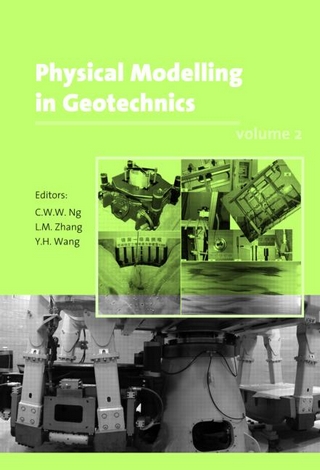 Physical Modelling
in Geotechnics
volume 2
Editors:
C.W.W. Ng
L.M. Zhang
Y.H. Wang